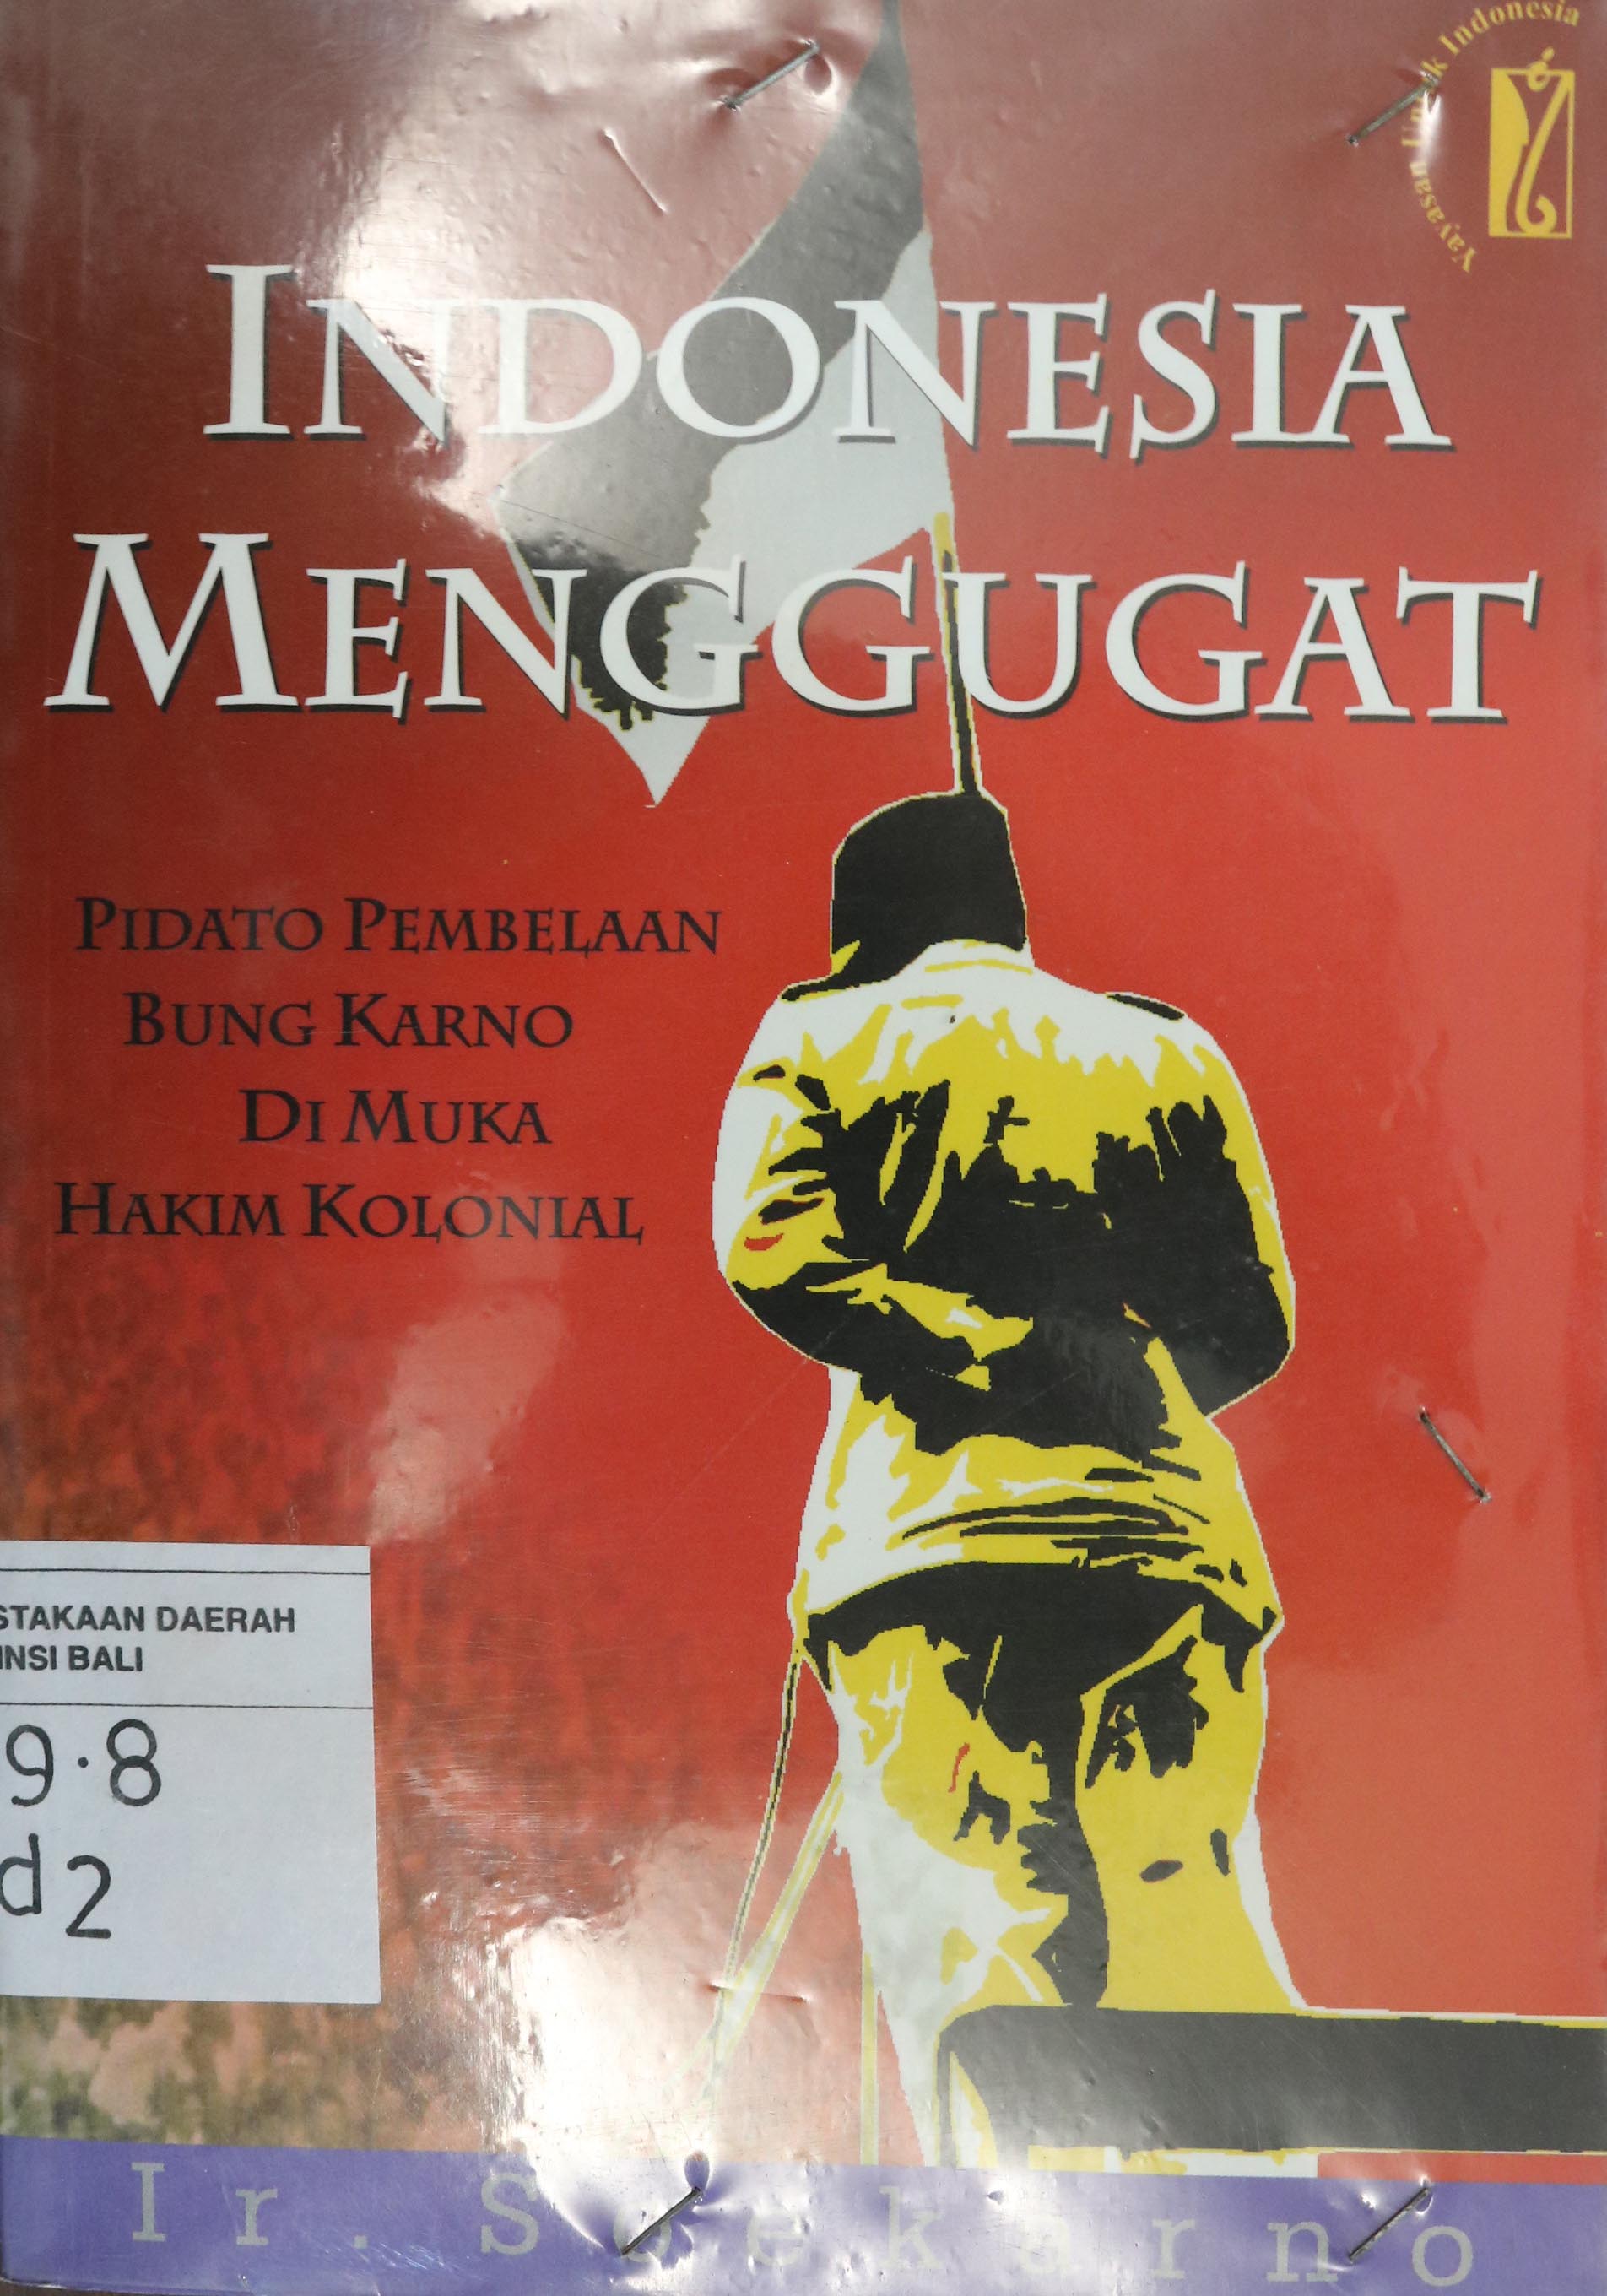 Yayasan Untuk Indonesia
INDONESIA
MENGGUGAT
PIDATO PEMBELAAN
BUNG KARNO
DI MUKA
HAKIM KOLONIAL
STAKAAN DAERAH
INSI BALI
9.8
d2
Ir. Soekarno